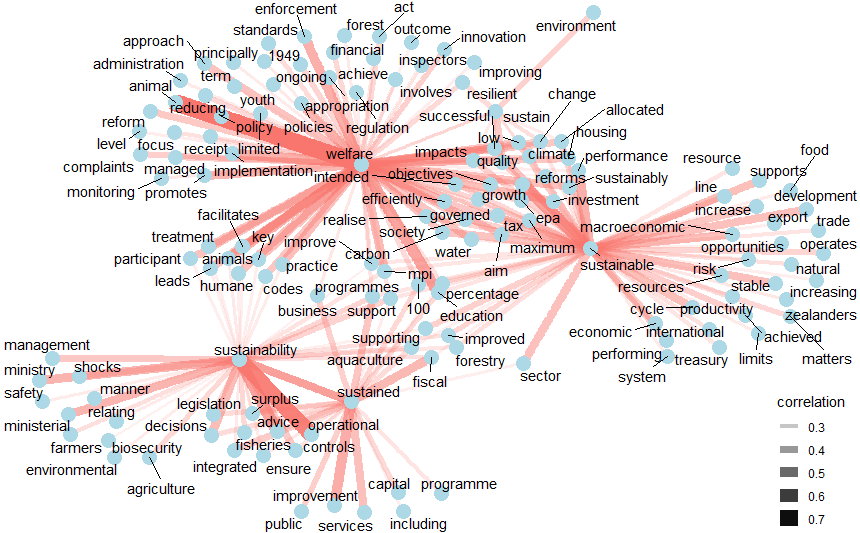 enforcement
act
forest
environment
standards
outcome
approach
principally
1949
financial
innovation
administration
term
ongoing
achieve
inspectors
improving
animal
involves
resilient
change
reducing
youth
appropriation
successful
sustain
allocated
reform
policy
policies
regulation
low
housing
level
focus
receipt
limited
welfare
impacts
quality
climate
performance
food
complaints
managed
implementation
intended
objectives
reforms
sustainably
resource
supports
monitoring
promotes
efficiently
growth
investment
line
development
facilitates
realise
governed
epa
increase
export
treatment
key
improve
society
tax
macroeconomic
trade
participant
animals
carbon
water
maximum
opportunities
operates
leads
practice
mpi
aim
sustainable
risk
natural
humane
codes
programmes
percentage
resources
stable
increasing
business
support
100
education
cycle
productivity
zealanders
management
sustainability
supporting
improved
economic
international
achieved
ministry
shocks
aquaculture
forestry
performing
treasury
limits
matters
safety
manner
legislation
surplus
sustained
fiscal
sector
system
ministerial
relating
decisions
advice
operational
correlation
farmers
biosecurity
fisheries
controls
0.3
environmental
integrated
ensure
0.4
agriculture
improvement
capital
programme
0.5
public
services
including
0.6
0.7